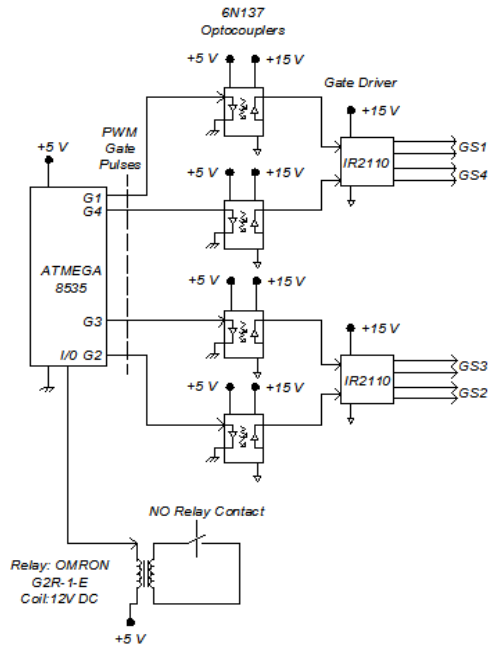 6N137
Optocouplers
+5 V
+15 V
Gate Driver
+15 V
PWM
Gate
Pulses
+5 V
G1
G4
IR2110
GS1
GS4
+5 V
+15 V
ATMEGA
8535
+5 V
+15 V
G3
I/0 G2
+15 V
IR2110
GS3
GS2
+5 V
+15 V
NO Relay Contact
Relay: OMRON
G2R-1-E
Coil:12V DC
+5 V